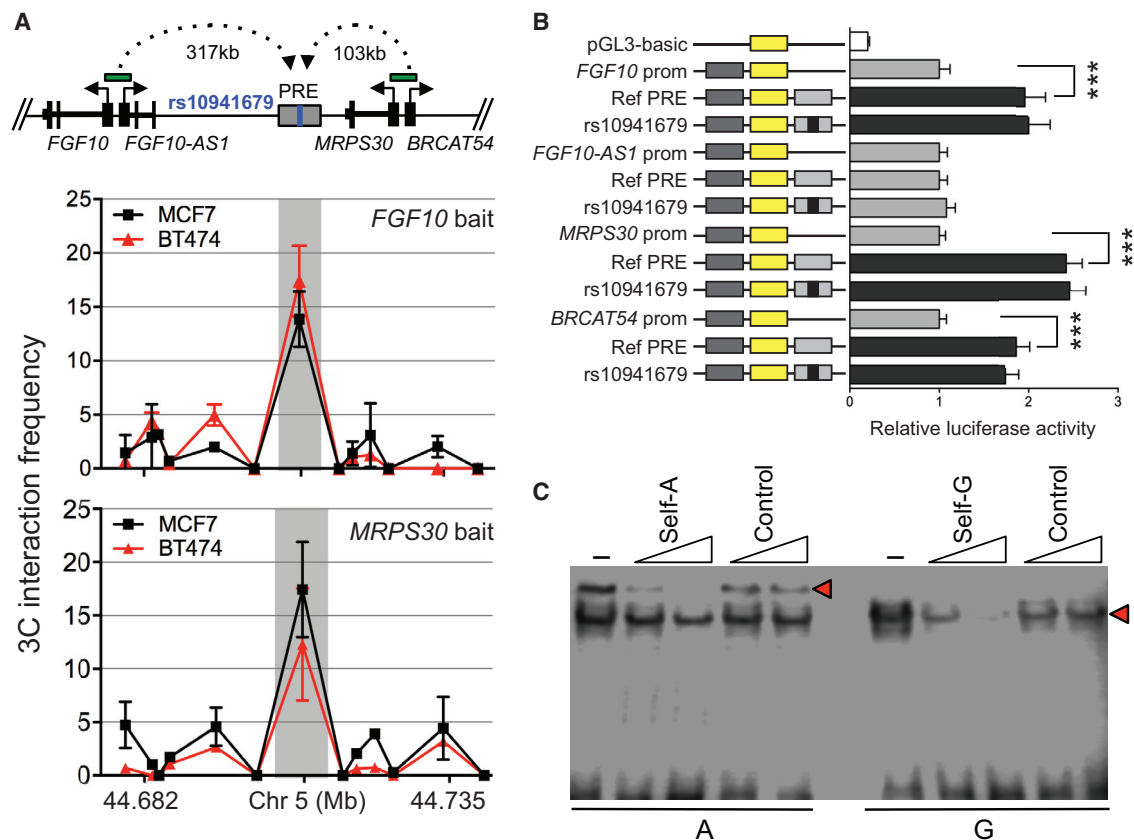 A
317kb
103kb
rs10941679
PRE
FGF10
FGF10-AS1
MRPS30
BRCAT54
3C interaction frequency
25
20
15
10
5
0
MCF7
BT474
FGF10 bait
25
20
15
10
5
0
MCF7
BT474
MRPS30 bait
44.682
Chr 5 (Mb)
44.735
B
pGL3-basic
FGF10 prom
Ref PRE
rs10941679
FGF10-AS1 prom
Ref PRE
rs10941679
MRPS30 prom
Ref PRE
rs10941679
BRCAT54 prom
Ref PRE
rs10941679
***
***
***
0
1
2
3
Relative luciferase activity
C
–
Self-A
Control
–
Self-G
Control
A
G